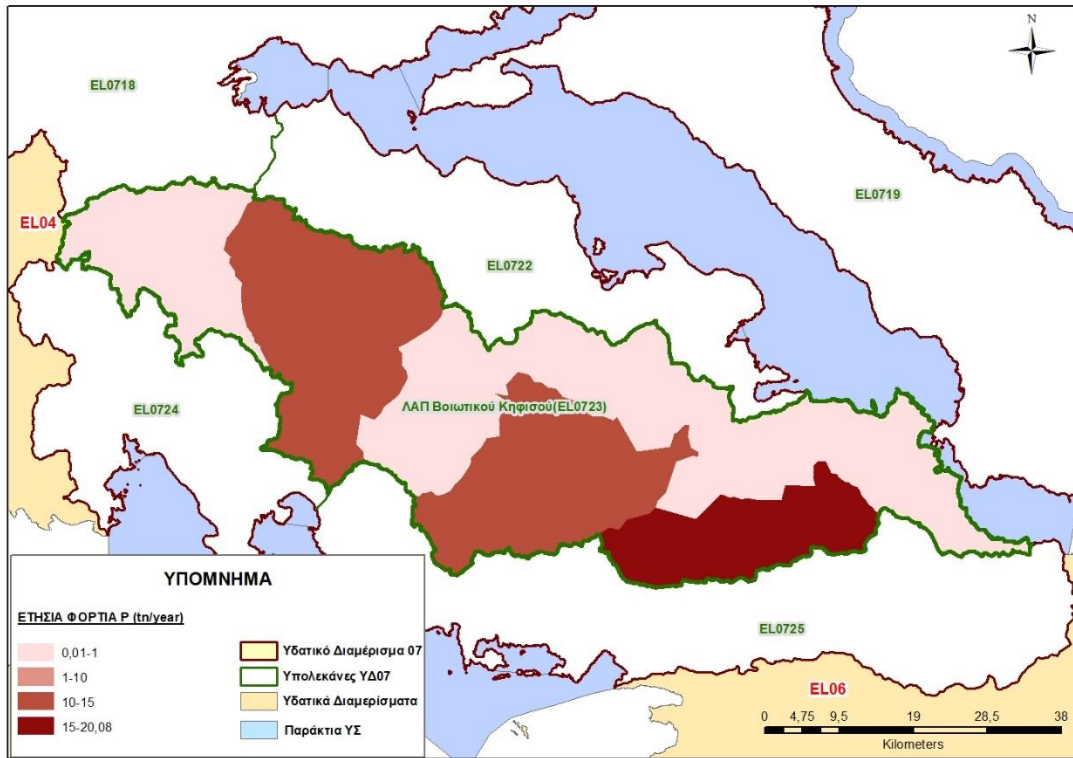 N
EL0718
EL04
EL0719
EL0722
EL0724
ΛΑΠ Βοιωτικού Κηφισού(EL0723)
EL0725
EL06
ΥΠΟΜΝΗΜΑ
ΕΤΗΣΙΑ ΦΟΡΤΙΑ P (tn/year)
0,01-1
1-10
10-15
15-20,08
Υδατικό Διαμέρισμα 07
Υπολεκάνες ΥΔ07
Υδατικά Διαμερίσματα
Παράκτια ΥΣ
0 4,75 9,5 19 28,5 38
Kilometers